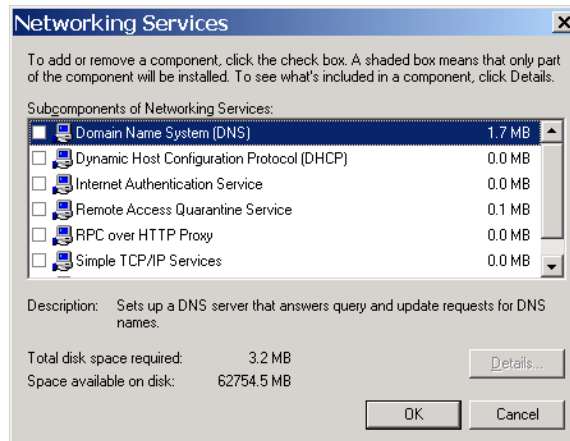 Networking Services
To add or remove a component, click the check box. A shaded box means that only part
of the component will be installed. To see what's included in a component, click Details.
Subcomponents of Networking Services:
Domain Name System (DNS) 1.7 MB
Dynamic Host Configuration Protocol (DHCP) 0.0 MB
Internet Authentication Service 0.0 MB
Remote Access Quarantine Service 0.1 MB
RPC over HTTP Proxy 0.0 MB
Simple TCP/IP Services 0.0 MB
Description: Sets up a DNS server that answers query and update requests for DNS
names.
Total disk space required: 3.2 MB
Details...
Space available on disk: 62754.5 MB
OK Cancel